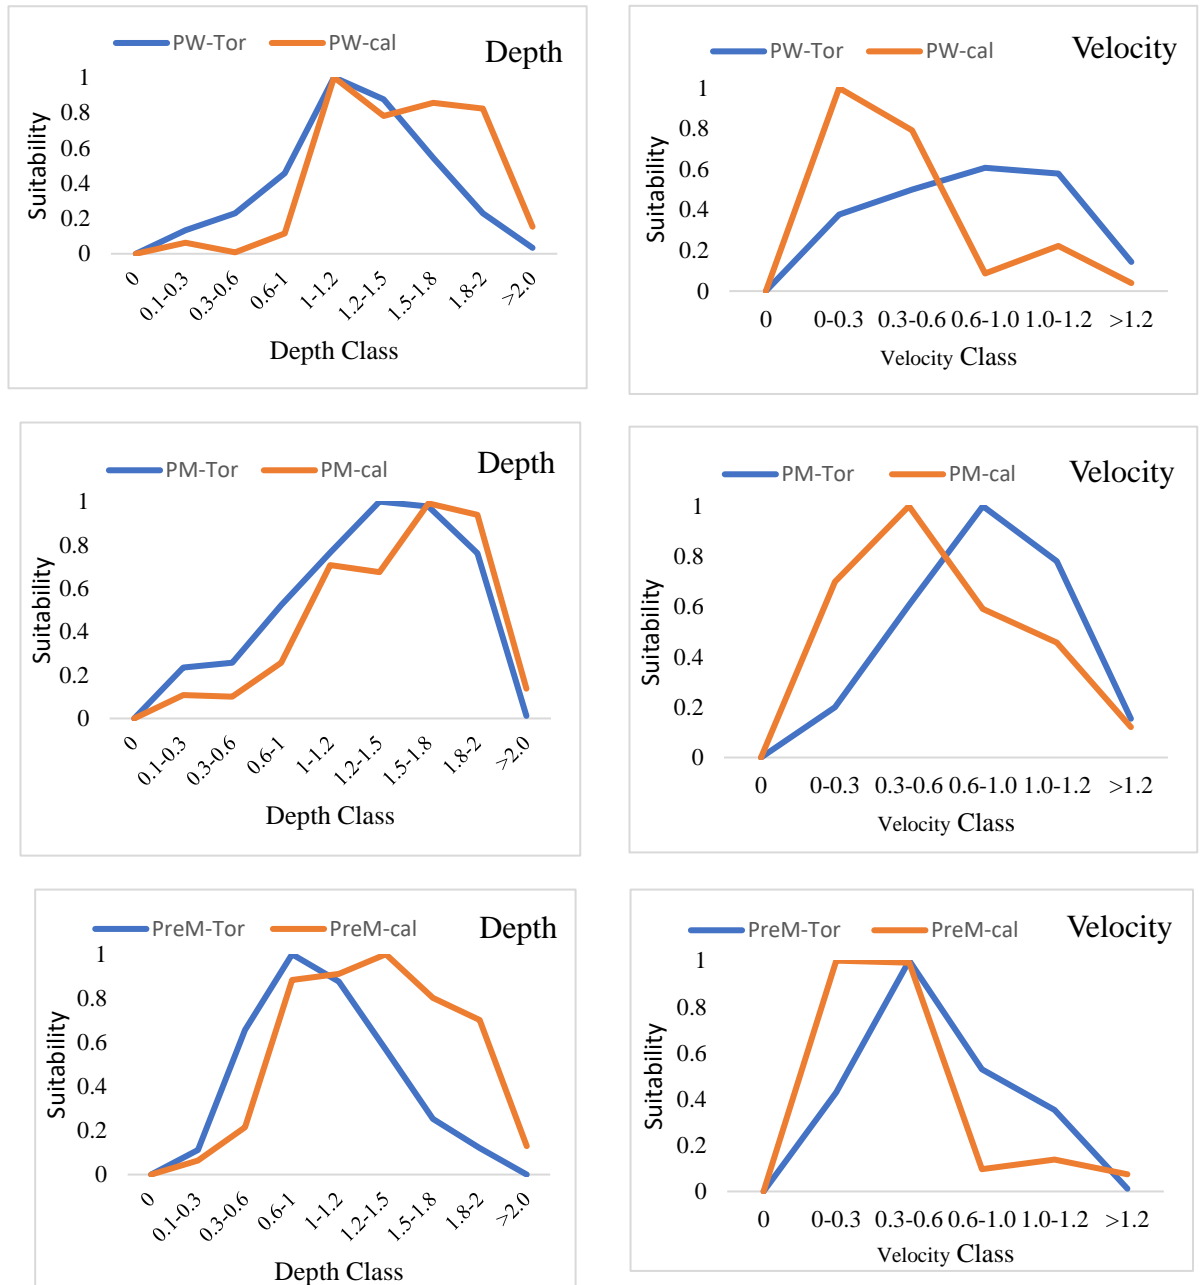 PW-Tor PW-cal Depth
1
0.8
0.6
0.4
0.2
0
Suitability
0 0.1-0.3 0.3-0.6 0.6-1 1-1.2 1.2-1.5 1.5-1.8 1.8-2 >2.0
Depth Class
PW-Tor PW-cal Velocity
1
0.8
0.6
0.4
0.2
0
Suitability
0 0-0.3 0.3-0.6 0.6-1.0 1.0-1.2 >1.2
Velocity Class
PM-Tor PM-cal Depth
1
0.8
0.6
0.4
0.2
0
Suitability
0 0.1-0.3 0.3-0.6 0.6-1 1-1.2 1.2-1.5 1.5-1.8 1.8-2 >2.0
Depth Class
PM-Tor PM-cal Velocity
1
0.8
0.6
0.4
0.2
0
Suitability
0 0-0.3 0.3-0.6 0.6-1.0 1.0-1.2 >1.2
Velocity Class
PreM-Tor PreM-cal Depth
1
0.8
0.6
0.4
0.2
0
Suitability
0 0.1-0.3 0.3-0.6 0.6-1 1-1.2 1.2-1.5 1.5-1.8 1.8-2 >2.0
Depth Class
PreM-Tor PreM-cal Velocity
1
0.8
0.6
0.4
0.2
0
Suitability
0 0-0.3 0.3-0.6 0.6-1.0 1.0-1.2 >1.2
Velocity Class